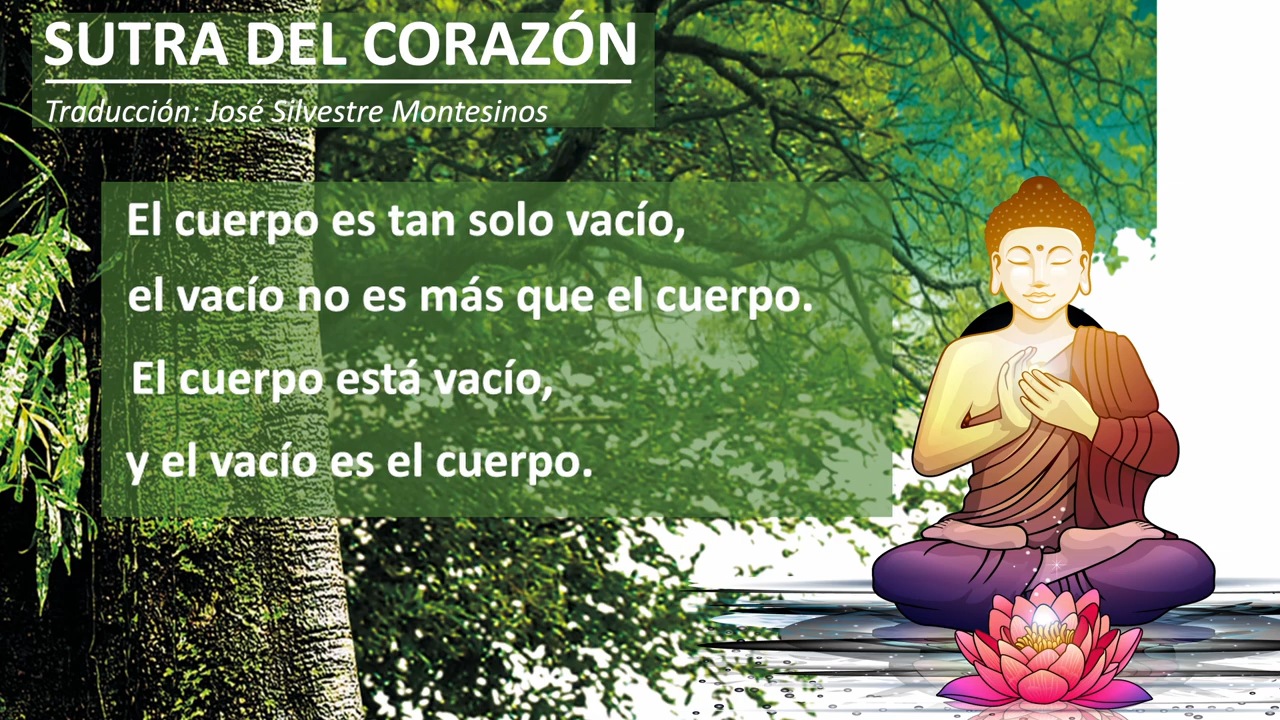 SUTRA DEL CORAZÓN
Traducción: José Silvestre Montesinos
El cuerpo es tan solo vacío,
el vacío no es más que el cuerpo.
El cuerpo está vacío,
y el vacío es el cuerpo.